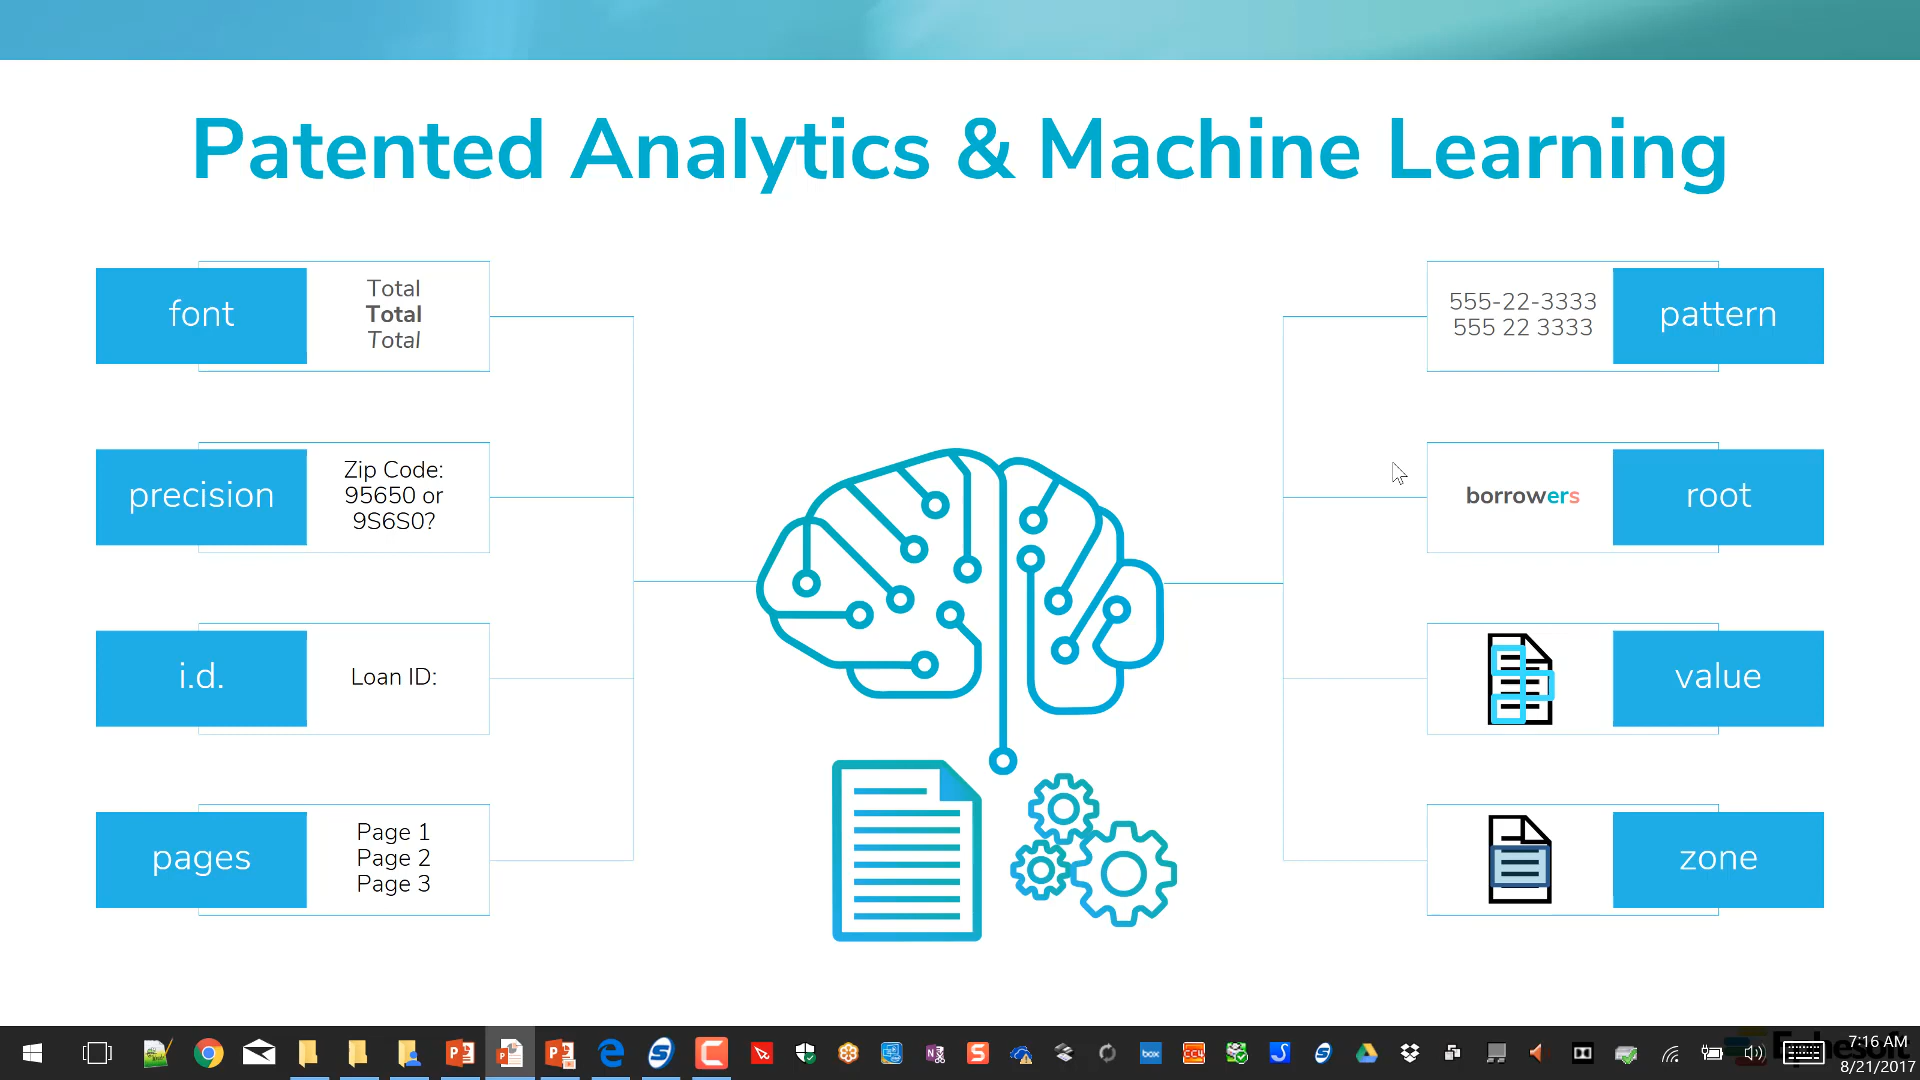 Patented Analytics & Machine Learning
font
Total
Total
Total
precision
Zip Code:
95650 or
9S6S0?
i.d.
Loan ID:
pages
Page 1
Page 2
Page 3
555-22-3333
555 22 3333
pattern
borrowers
root
value
zone
box
CC4
7:16 AM
8/21/2017